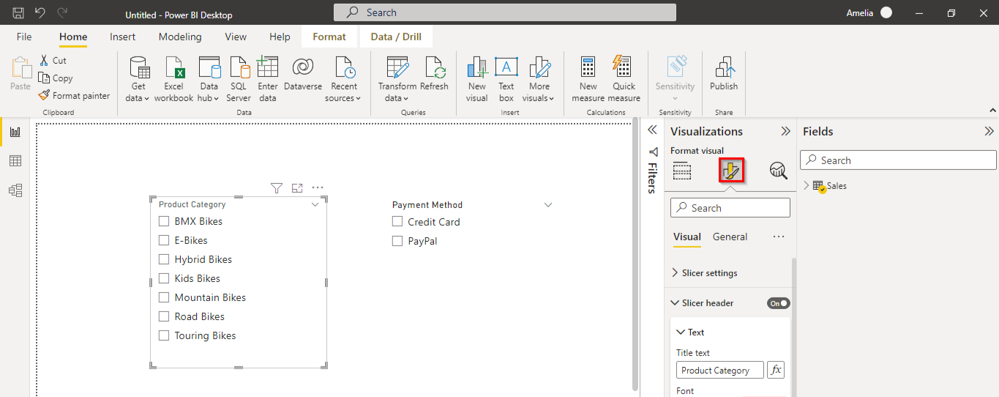 Untitled - Power BI Desktop
Search
Amelia
File
Home
Insert
Modeling
View
Help
Format
Data / Drill
Paste
Cut
Copy
Format painter
Clipboard
Get data
Excel workbook
Data hub
SQL Server
Enter data
Dataverse
Recent sources
Data
Transform data
Refresh
Queries
New visual
Text box
More visuals
Insert
New measure
Quick measure
Calculations
Sensitivity
Sensitivity
Publish
Share
Product Category
BMX Bikes
E-Bikes
Hybrid Bikes
Kids Bikes
Mountain Bikes
Road Bikes
Touring Bikes
Payment Method
Credit Card
PayPal
Filters
Visualizations
Format visual
Search
Visual
General
Slicer settings
Slicer header
On
Text
Title text
Product Category
fx
Font
Fields
Search
Sales